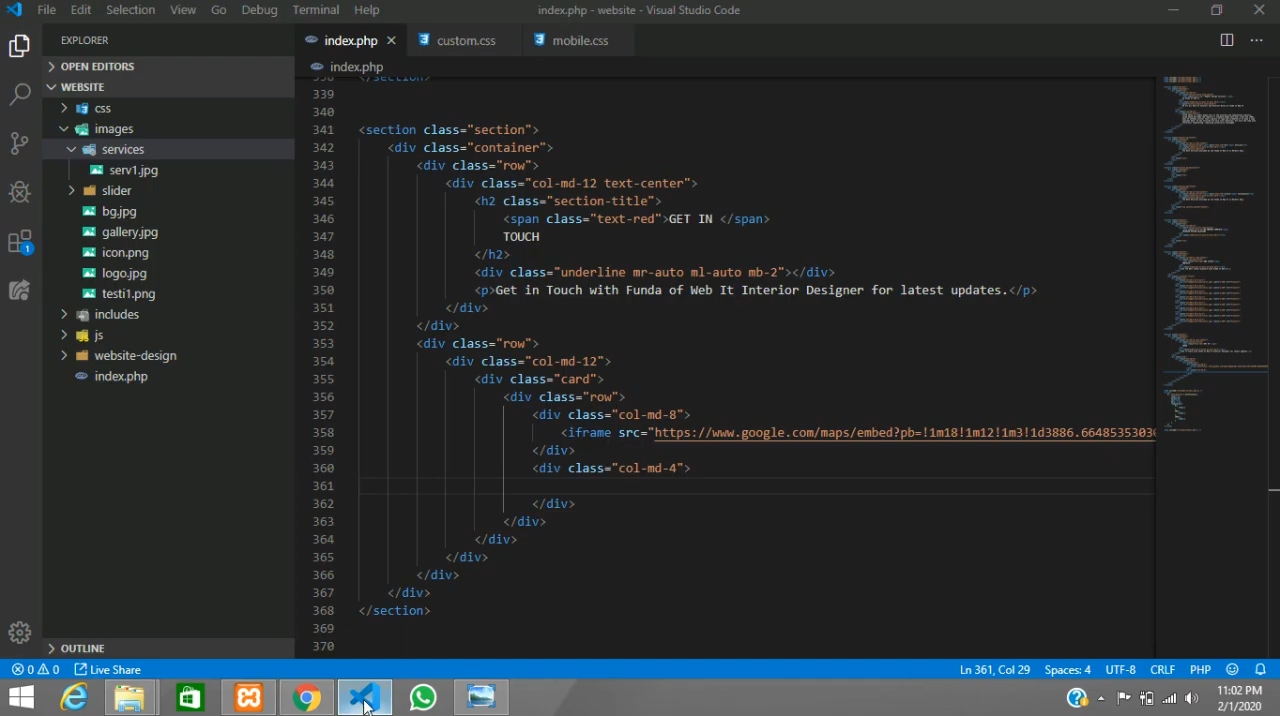 File Edit Selection View Go Debug Terminal Help index.php - website - Visual Studio Code
EXPLORER
OPEN EDITORS
WEBSITE
css
images
services
serv1.jpg
slider
bg.jpg
gallery.jpg
icon.png
logo.jpg
testi1.png
includes
js
website-design
index.php
OUTLINE
1
index.php custom.css mobile.css
index.php
338 </section>
339
340
341 <section class="section">
342 <div class="container">
343 <div class="row">
344 <div class="col-md-12 text-center">
345 <h2 class="section-title">
346 <span class="text-red">GET IN </span>
347 TOUCH
348 </h2>
349 <div class="underline mr-auto ml-auto mb-2"></div>
350 <p>Get in Touch with Funda of Web It Interior Designer for latest updates.</p>
351 </div>
352 </div>
353 <div class="row">
354 <div class="col-md-12">
355 <div class="card">
356 <div class="row">
357 <div class="col-md-8">
358 <iframe src="https://www.google.com/maps/embed?pb=!1m18!1m12!1m3!1d3886.6648535303
359 </div>
360 <div class="col-md-4">
361
362 </div>
363 </div>
364 </div>
365 </div>
366 </div>
367 </div>
368 </section>
369
370
0 0 Live Share Ln 361, Col 29 Spaces: 4 UTF-8 CRLF PHP
11:02 PM
2/1/2020